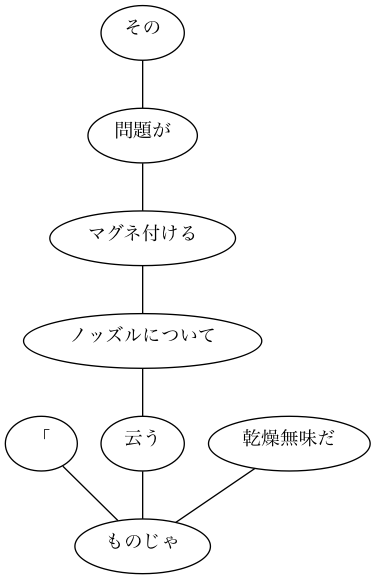 その
問題が
マグネ付ける
ノッズルについて
「
云う
乾燥無味だ
ものじゃ